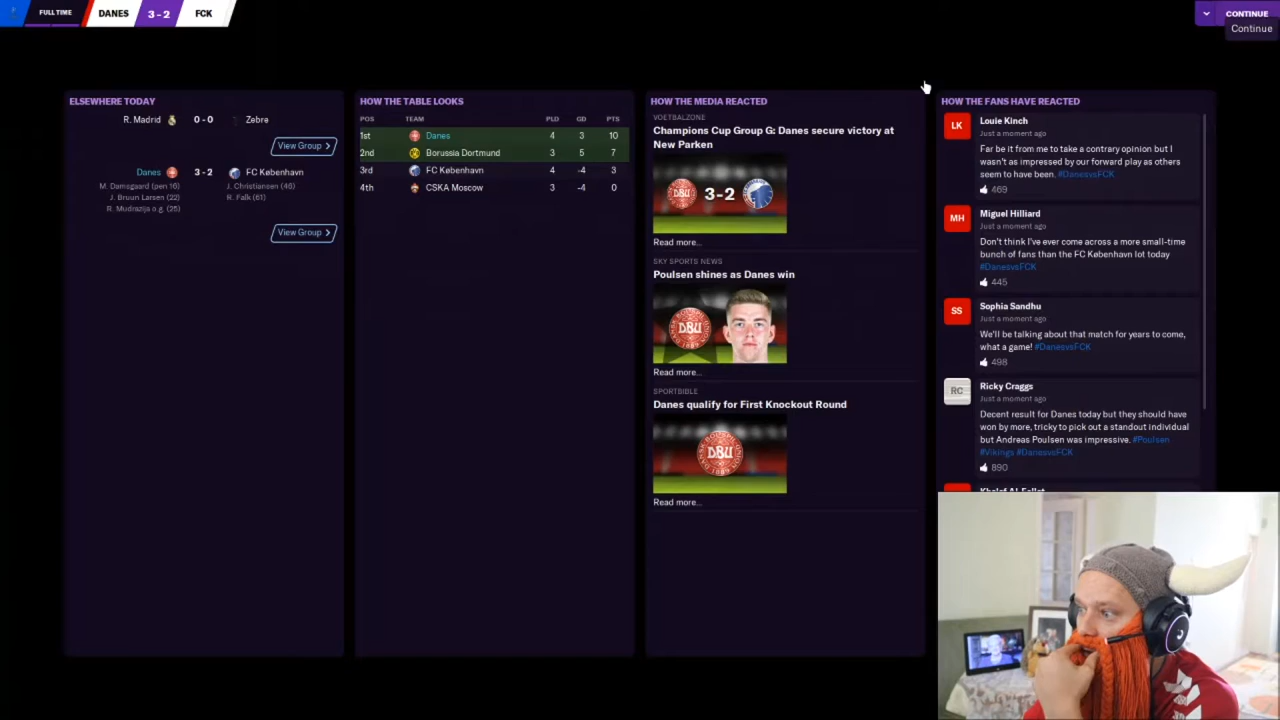 FULL TIME
DANES
3 - 2
FCK
CONTINUE
Continue
ELSEWHERE TODAY
R. Madrid 0 - 0 Zebre
View Group
Danes 3 - 2 FC København
M. Damsgaard (pen 16) J. Christiansen (46)
J. Bruun Larsen (22) R. Falk (61)
R. Mudrazija o.g. (25)
View Group
HOW THE TABLE LOOKS
POS TEAM PLD GD PTS
1st Danes 4 3 10
2nd Borussia Dortmund 3 5 7
3rd FC København 4 -4 3
4th CSKA Moscow 3 -4 0
HOW THE MEDIA REACTED
VOETBALZONE
Champions Cup Group G: Danes secure victory at
New Parken
DBU 3-2
Read more...
SKY SPORTS NEWS
Poulsen shines as Danes win
DBU
Read more...
SPORTBIBLE
Danes qualify for First Knockout Round
DBU
Read more...
HOW THE FANS HAVE REACTED
LK
Louie Kinch
Just a moment ago
Far be it from me to take a contrary opinion but I
wasn't as impressed by our forward play as others
seem to have been. #DanesvsFCK
469
MH
Miguel Hilliard
Just a moment ago
Don't think I've ever come across a more small-time
bunch of fans than the FC København lot today
#DanesvsFCK
445
SS
Sophia Sandhu
Just a moment ago
We'll be talking about that match for years to come,
what a game! #DanesvsFCK
498
RC
Ricky Craggs
Just a moment ago
Decent result for Danes today but they should have
won by more, tricky to pick out a standout individual
but Andreas Poulsen was impressive. #Poulsen
#Vikings #DanesvsFCK
890